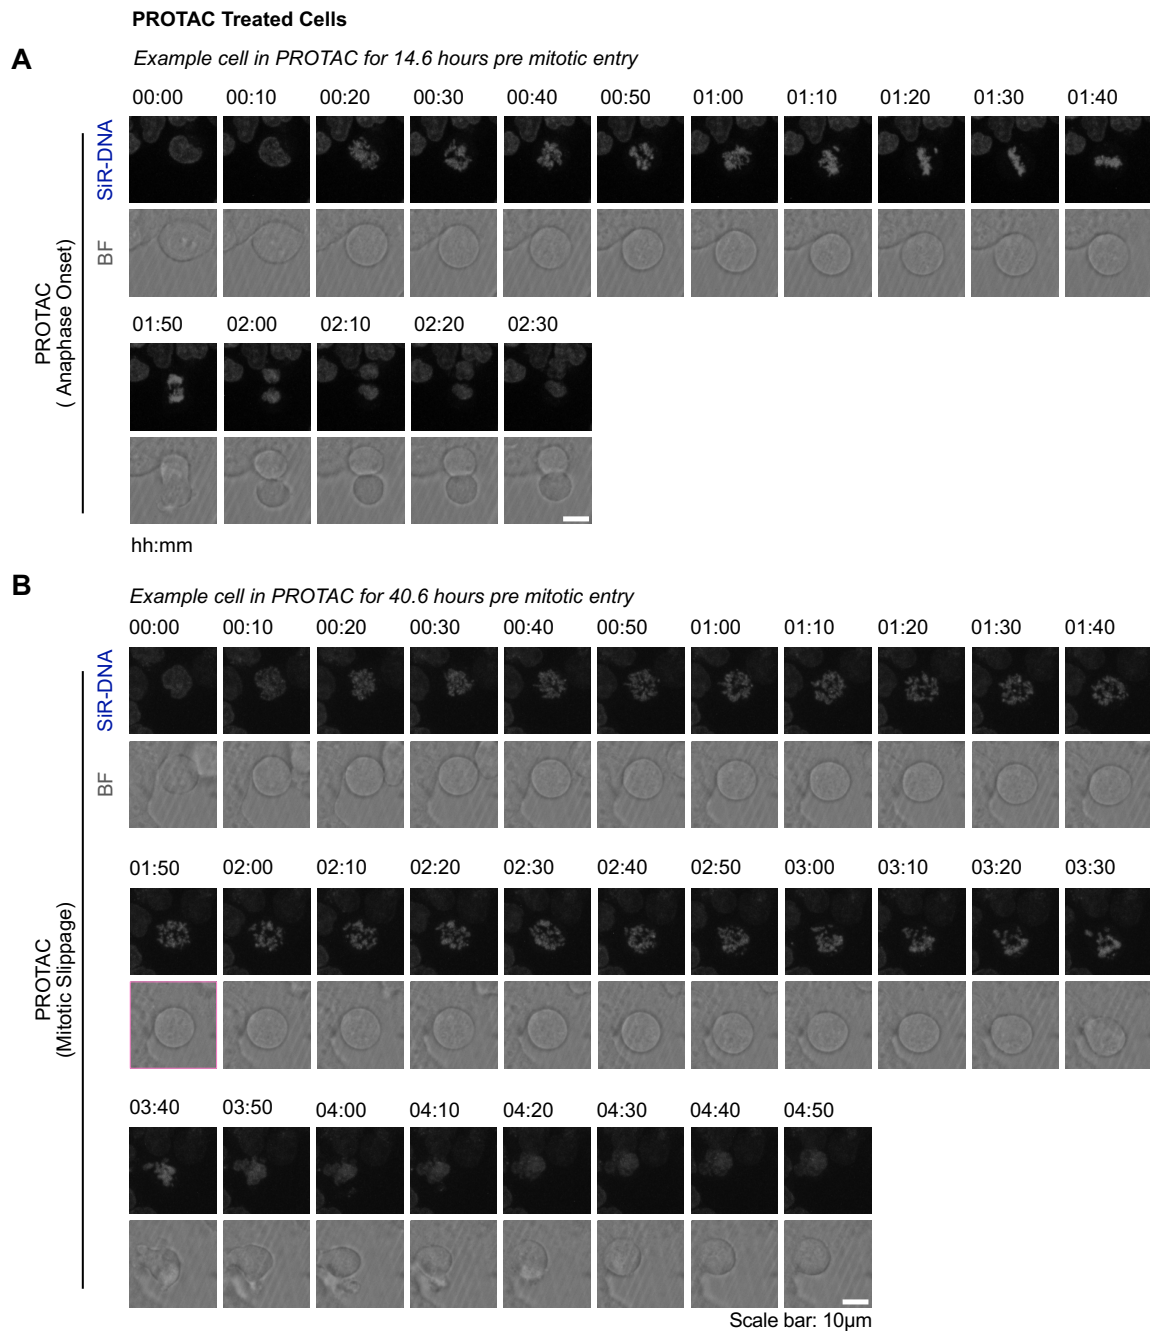 PROTAC Treated Cells
A
Example cell in PROTAC for 14.6 hours pre mitotic entry
00:00 00:10 00:20 00:30 00:40 00:50 01:00 01:10 01:20 01:30 01:40
SiR-DNA
BF
PROTAC
( Anaphase Onset)
01:50 02:00 02:10 02:20 02:30
hh:mm
B
Example cell in PROTAC for 40.6 hours pre mitotic entry
00:00 00:10 00:20 00:30 00:40 00:50 01:00 01:10 01:20 01:30 01:40
SiR-DNA
BF
PROTAC
(Mitotic Slippage)
01:50 02:00 02:10 02:20 02:30 02:40 02:50 03:00 03:10 03:20 03:30
03:40 03:50 04:00 04:10 04:20 04:30 04:40 04:50
Scale bar: 10µm